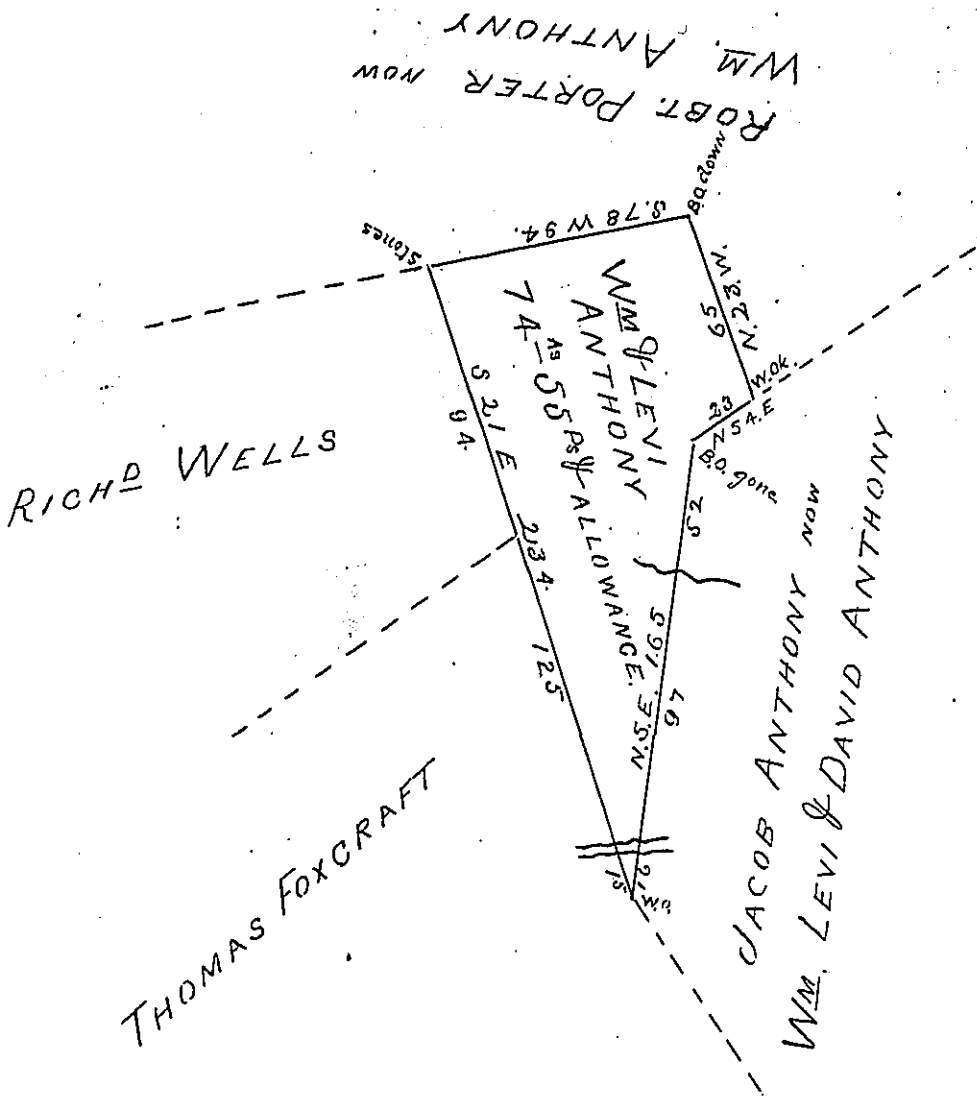 ROBT. PORTER NOW
WM. ANTHONY
BO down
Stones
S. 78 W 94.
N. 23. W.
65
W.Ok.
23
N 54. E
B.O. gone
WM & LEVI
ANTHONY
74 As 55 Ps & ALLOWANCE.
S 21 E 234.
94.
125
15
52
N.5.E. 165
97
RICHD WELLS
THOMAS FOXCRAFT
JACOB ANTHONY NOW
WM. LEVI & DAVID ANTHONY